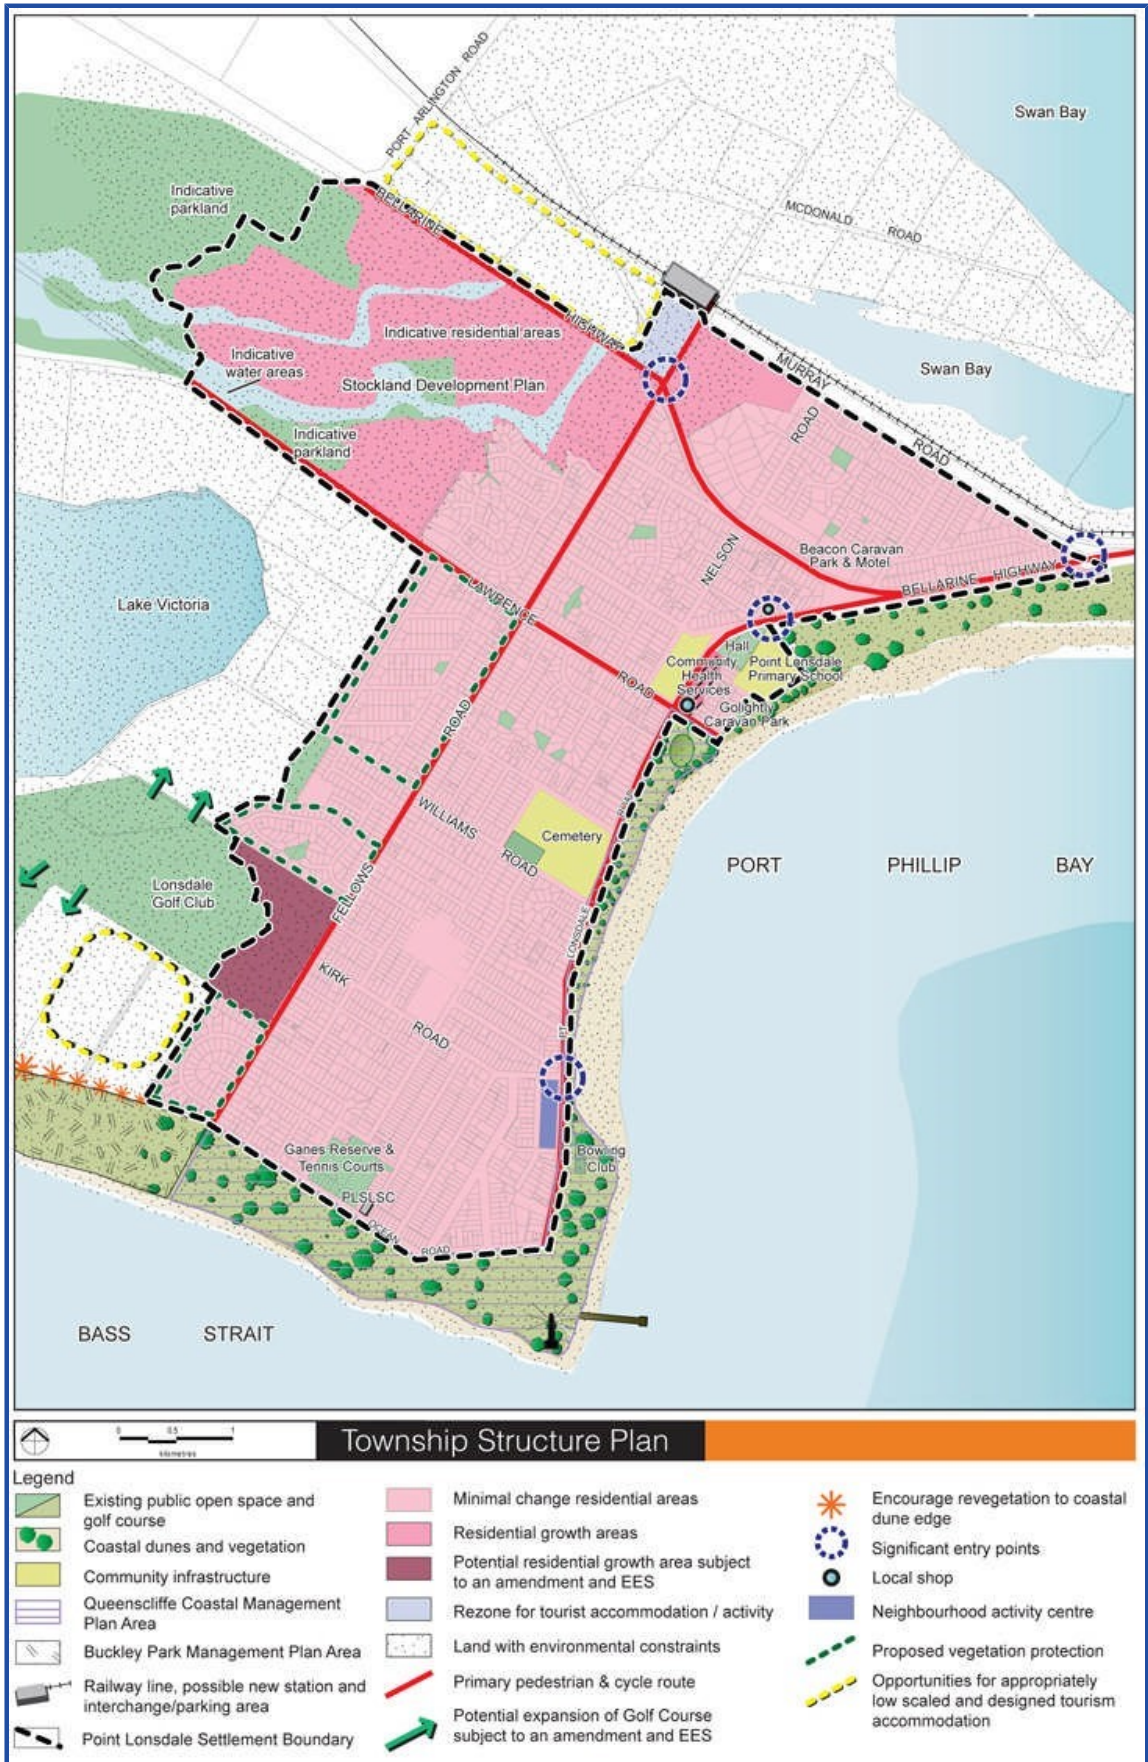 PORT ARLINGTON ROAD
Swan Bay
Indicative
parkland
BELLARINE
MCDONALD ROAD
HIGHWAY
Indicative residential areas
Indicative
water areas
Stockland Development Plan
MURRAY
ROAD
Swan Bay
ROAD
Indicative
parkland
NELSON
Beacon Caravan
Park & Motel
BELLARINE HIGHWAY
LAWRENCE
ROAD
Lake Victoria
Hall
Community
Health
Services
Point Lonsdale
Primary School
Golightly
Caravan Park
ROAD
WILLIAMS
ROAD
Cemetery
ROAD
PORT PHILLIP BAY
Lonsdale
Golf Club
FELLOWS
LONSDALE
KIRK
ROAD
PT
Ganes Reserve &
Tennis Courts
Bowling
Club
PLSLSC
OCEAN
ROAD
BASS STRAIT
0 0.5 1
kilometres
Township Structure Plan
Legend
Existing public open space and
golf course
Coastal dunes and vegetation
Community infrastructure
Queenscliffe Coastal Management
Plan Area
Buckley Park Management Plan Area
Railway line, possible new station and
interchange/parking area
Point Lonsdale Settlement Boundary
Minimal change residential areas
Residential growth areas
Potential residential growth area subject
to an amendment and EES
Rezone for tourist accommodation / activity
Land with environmental constraints
Primary pedestrian & cycle route
Potential expansion of Golf Course
subject to an amendment and EES
Encourage revegetation to coastal
dune edge
Significant entry points
Local shop
Neighbourhood activity centre
Proposed vegetation protection
Opportunities for appropriately
low scaled and designed tourism
accommodation